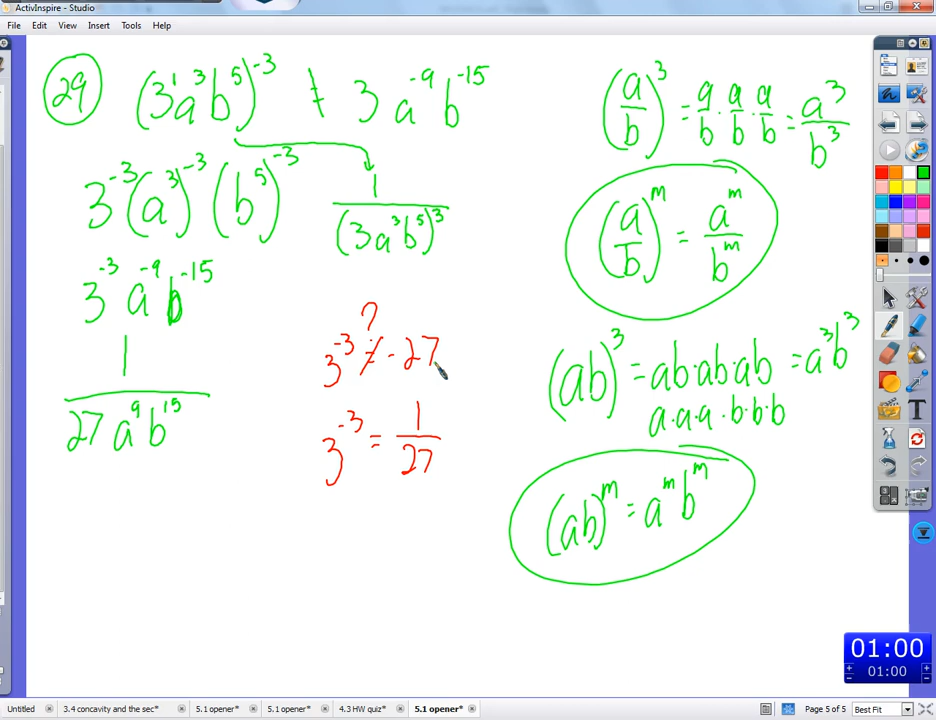 ActivInspire - Studio
File Edit View Insert Tools
29 (3¹a³b⁵)⁻³ ≠ 3a⁻⁹b⁻¹⁵
3⁻³(a³)⁻³(b⁵)⁻³
1
(3a³b⁵)³
3⁻³a⁻⁹b⁻¹⁵
1
27a⁹b¹⁵
?
3⁻³ ≠ -27
3⁻³ = 1/27
(a/b)³ = a/b · a/b · a/b = a³/b³
(a/b)ᵐ = aᵐ/bᵐ
(ab)³ = ab·ab·ab = a³b³
a·a·a·b·b·b
(ab)ᵐ = aᵐbᵐ
01:00
01:00
Untitled 3.4 concavity and the sec* 5.1 opener* 5.1 opener* 4.3 HW quiz* 5.1 opener* Page 5 of 5 Best Fit